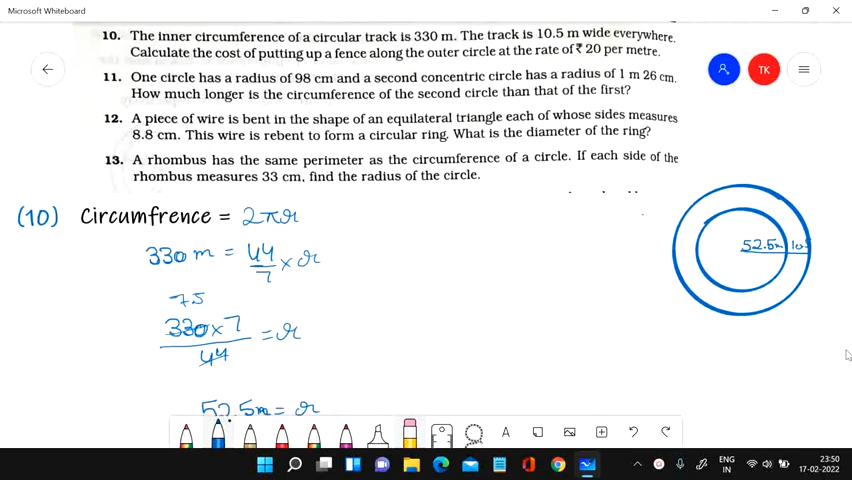 Microsoft Whiteboard
10. The inner circumference of a circular track is 330 m. The track is 10.5 m wide everywhere.
Calculate the cost of putting up a fence along the outer circle at the rate of ₹ 20 per metre.
11. One circle has a radius of 98 cm and a second concentric circle has a radius of 1 m 26 cm.
How much longer is the circumference of the second circle than that of the first?
12. A piece of wire is bent in the shape of an equilateral triangle each of whose sides measures
8.8 cm. This wire is rebent to form a circular ring. What is the diameter of the ring?
13. A rhombus has the same perimeter as the circumference of a circle. If each side of the
rhombus measures 33 cm, find the radius of the circle.
TK
(10) Circumfrence = 2πr
330 m = 44/7 × r
75
330 × 7 / 44 = r
52.5m = r
52.5m
A
ENG
IN
23:50
17-02-2022